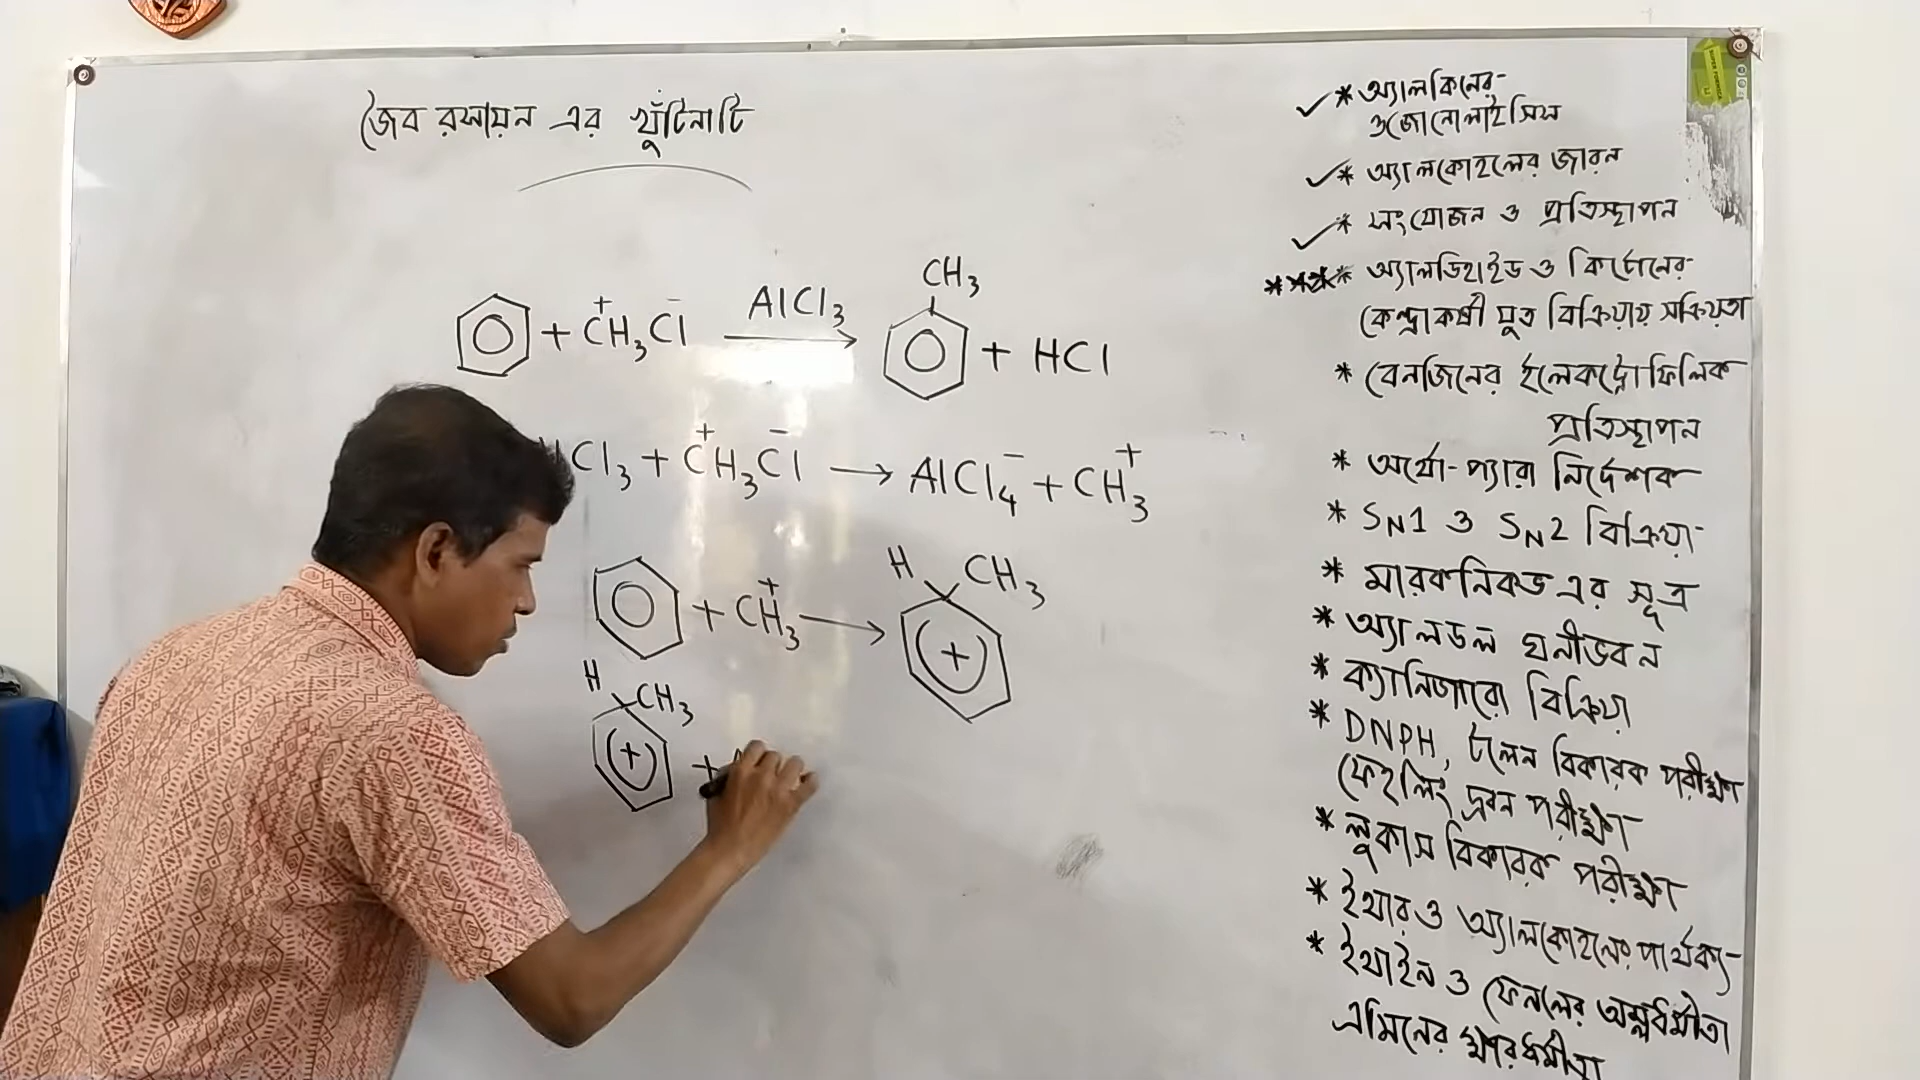 জৈব রসায়ন এর খুঁটিনাটি
+ C̊H₃Cl⁻ AlCl₃ CH₃ + HCl
Cl₃ + C⁺H₃Cl⁻ → AlCl₄⁻ + CH₃⁺
+ CH₃⁺ → H CH₃ +
H CH₃
+ +
✓ * অ্যালকিনের
ওজোনোলাইসিস
✓ * অ্যালকোহলের জারন
✓ * সংযোজন ও প্রতিস্থাপন
**** অ্যালডিহাইড ও কিটোনের
কেন্দ্রাকর্ষী যুত বিক্রিয়ায় সক্রিয়তা
* বেনজিনের ইলেকট্রোফিলিক
প্রতিস্থাপন
* অর্থো-প্যারা নির্দেশক
* SN1 ও SN2 বিক্রিয়া
* মারকনিকভ এর সূত্র
* অ্যালডল ঘনীভবন
* ক্যানিজারো বিক্রিয়া
* DNPH, টলেন বিকারক পরীক্ষা
ফেহলিং দ্রবন পরীক্ষা
* লুকাস বিকারক পরীক্ষা
* ইথার ও অ্যালকোহলের পার্থক্য
* ইথাইন ও ফেনলের অম্লধর্মীতা
এমিনের ক্ষারধর্মীতা